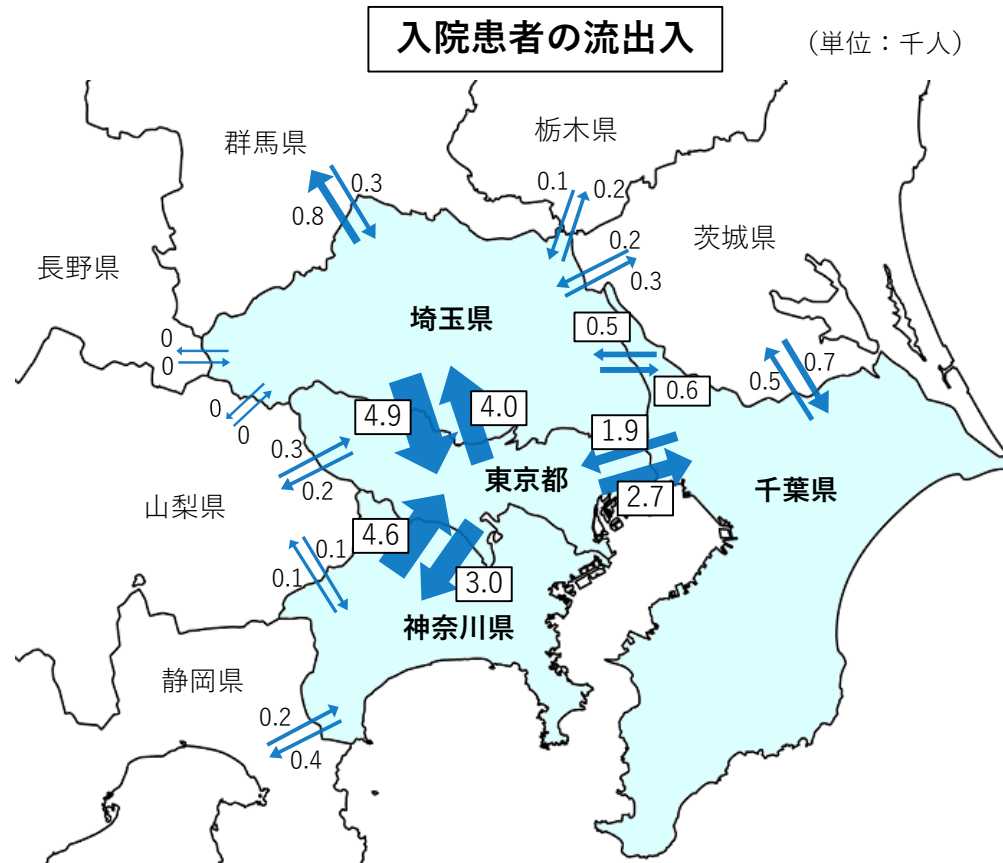 入院患者の流出入
（単位：千人）
群馬県
栃木県
茨城県
長野県
埼玉県
東京都
千葉県
山梨県
神奈川県
静岡県
0.3
0.8
0.1
0.2
0.2
0.3
0
0
0.5
0.6
0.7
0.5
0
0
4.9
4.0
1.9
2.7
0.3
0.2
4.6
3.0
0.1
0.1
0.2
0.4